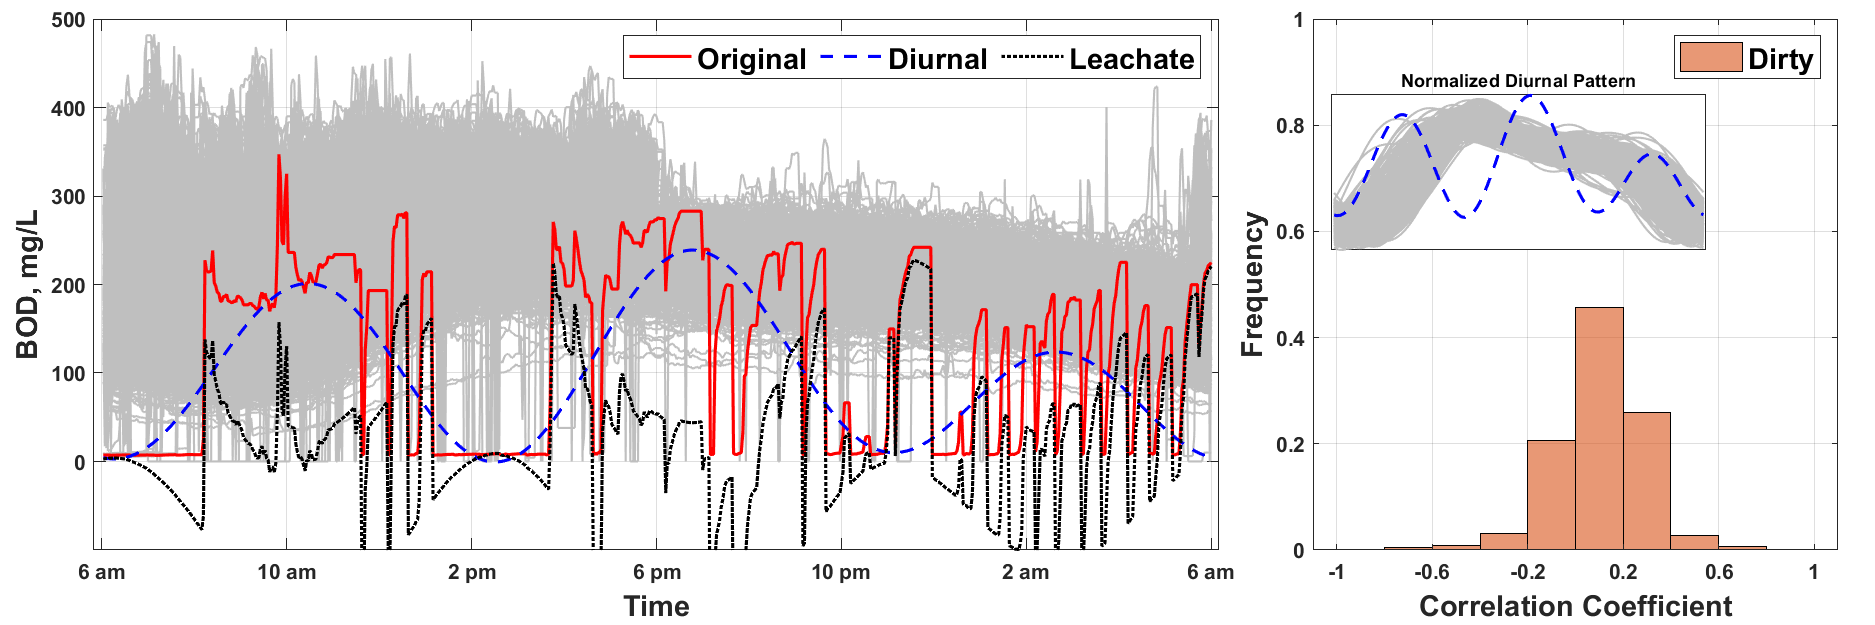 500
400
300
200
100
0
BOD, mg/L
Original
Diurnal
Leachate
6 am
10 am
2 pm
6 pm
10 pm
2 am
6 am
Time
1
0.8
0.6
0.4
0.2
0
Frequency
Dirty
Normalized Diurnal Pattern
-1
-0.6
-0.2
0.2
0.6
1
Correlation Coefficient